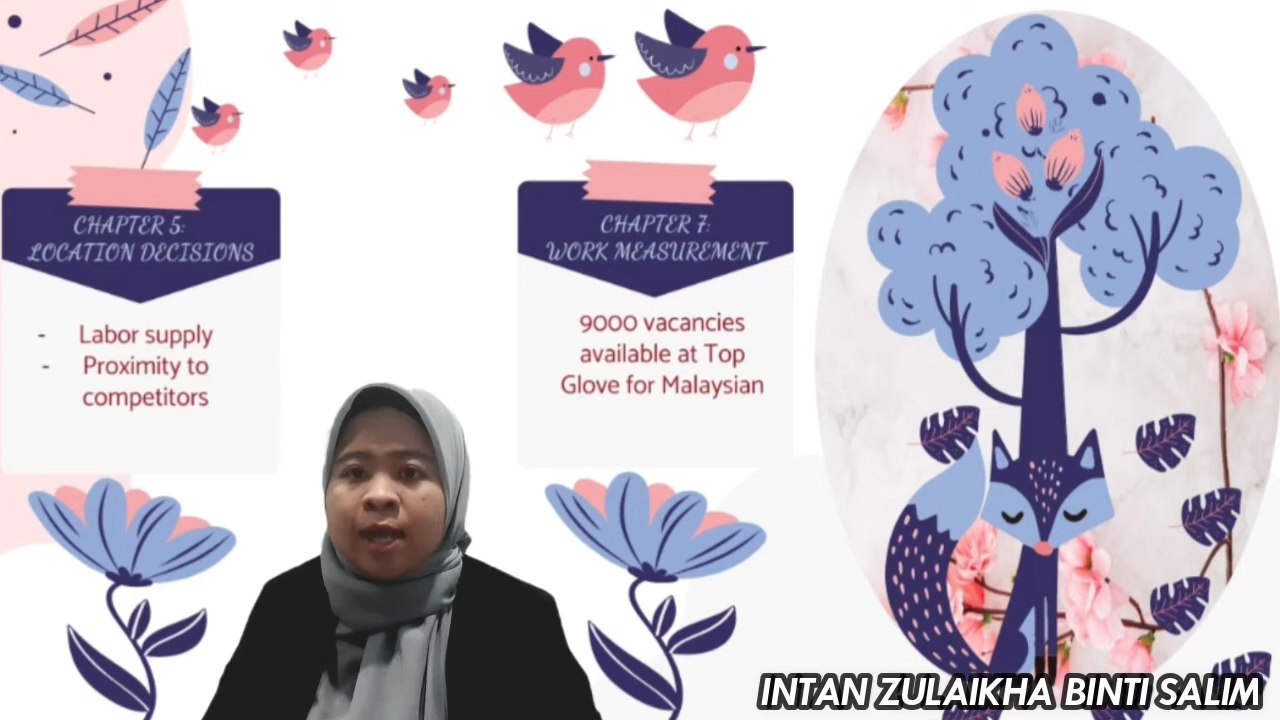 CHAPTER 5:
LOCATION DECISIONS
- Labor supply
- Proximity to
competitors
CHAPTER 7:
WORK MEASUREMENT
9000 vacancies
available at Top
Glove for Malaysian
INTAN ZULAIKHA BINTI SALIM